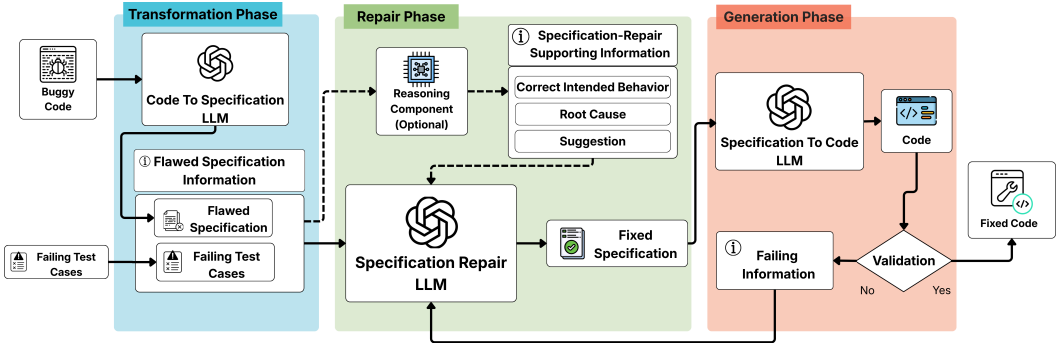 Transformation Phase
Repair Phase
Generation Phase
Buggy
Code
Code To Specification
LLM
Flawed Specification
Information
Flawed
Specification
Failing Test
Cases
Failing Test
Cases
Reasoning
Component
(Optional)
Specification-Repair
Supporting Information
Correct Intended Behavior
Root Cause
Suggestion
Specification Repair
LLM
Fixed
Specification
Specification To Code
LLM
Code
Failing
Information
Validation
No
Yes
Fixed Code